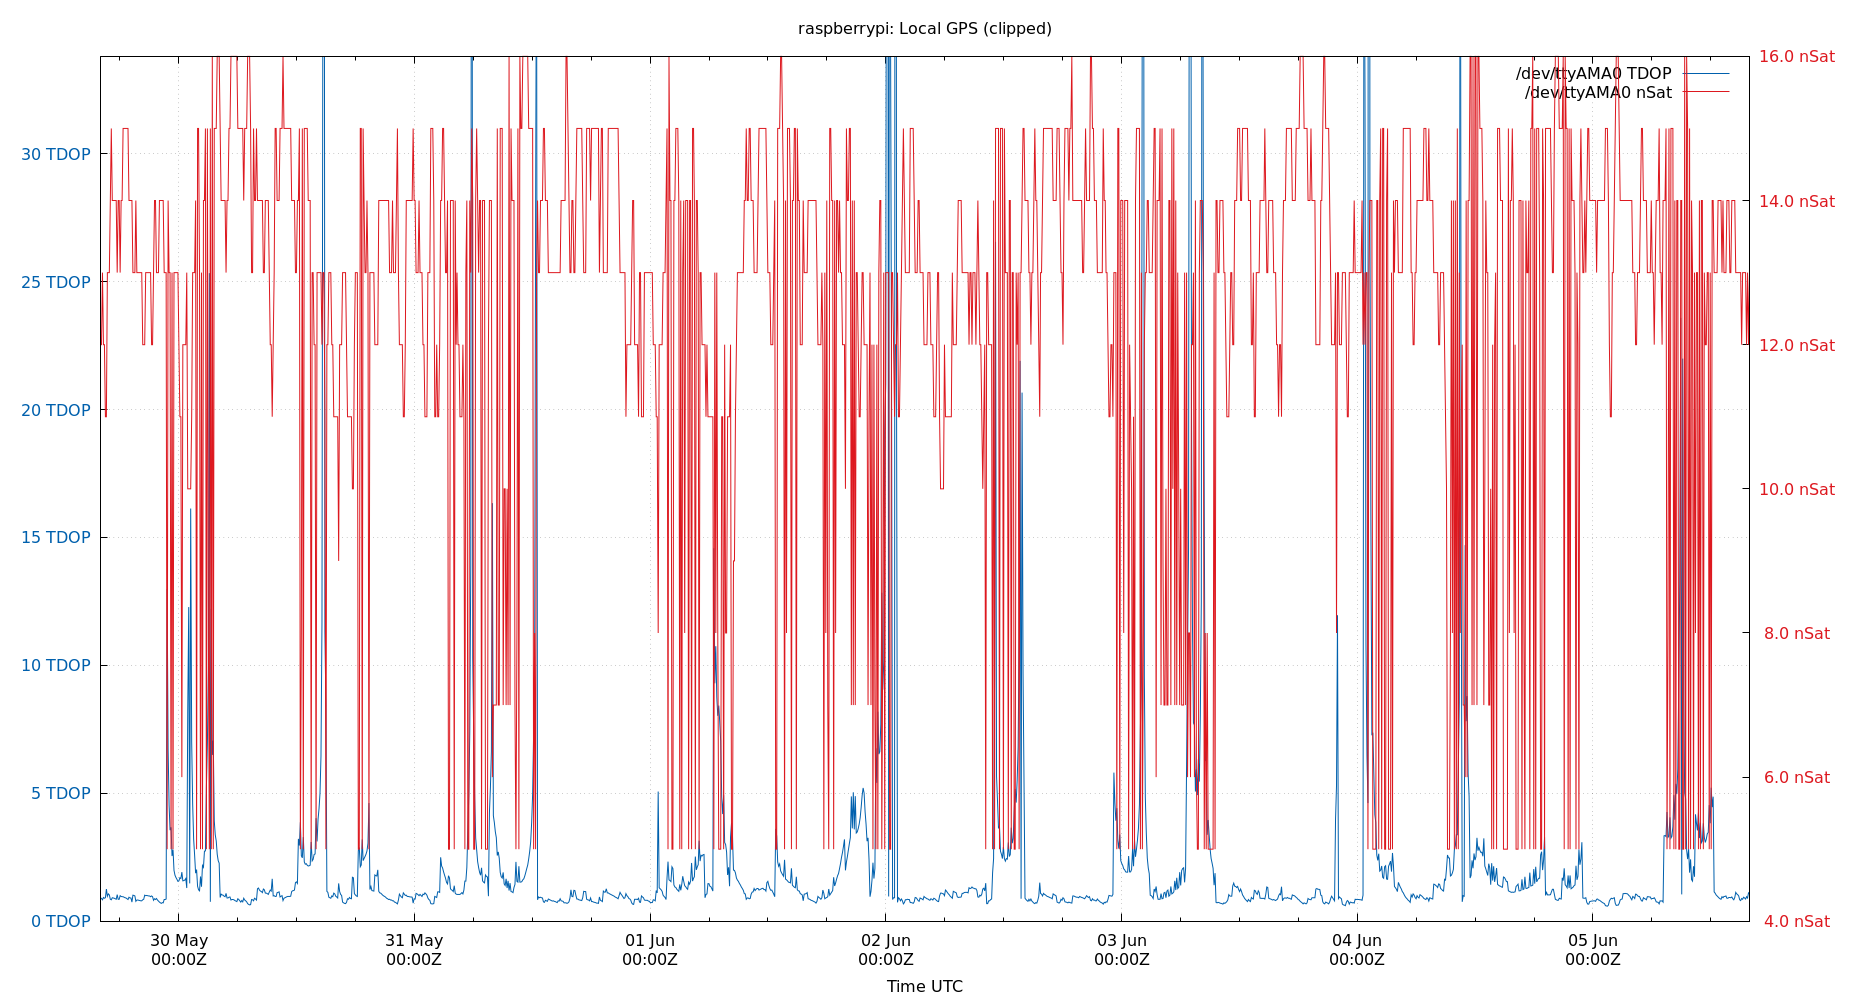 raspberrypi: Local GPS (clipped)
16.0 nSat
/dev/ttyAMA0 TDOP
/dev/ttyAMA0 nSat
30 TDOP
14.0 nSat
25 TDOP
12.0 nSat
20 TDOP
10.0 nSat
15 TDOP
8.0 nSat
10 TDOP
6.0 nSat
5 TDOP
0 TDOP
4.0 nSat
30 May 31 May 01 Jun 02 Jun 03 Jun 04 Jun 05 Jun
00:00Z 00:00Z 00:00Z 00:00Z 00:00Z 00:00Z 00:00Z
Time UTC